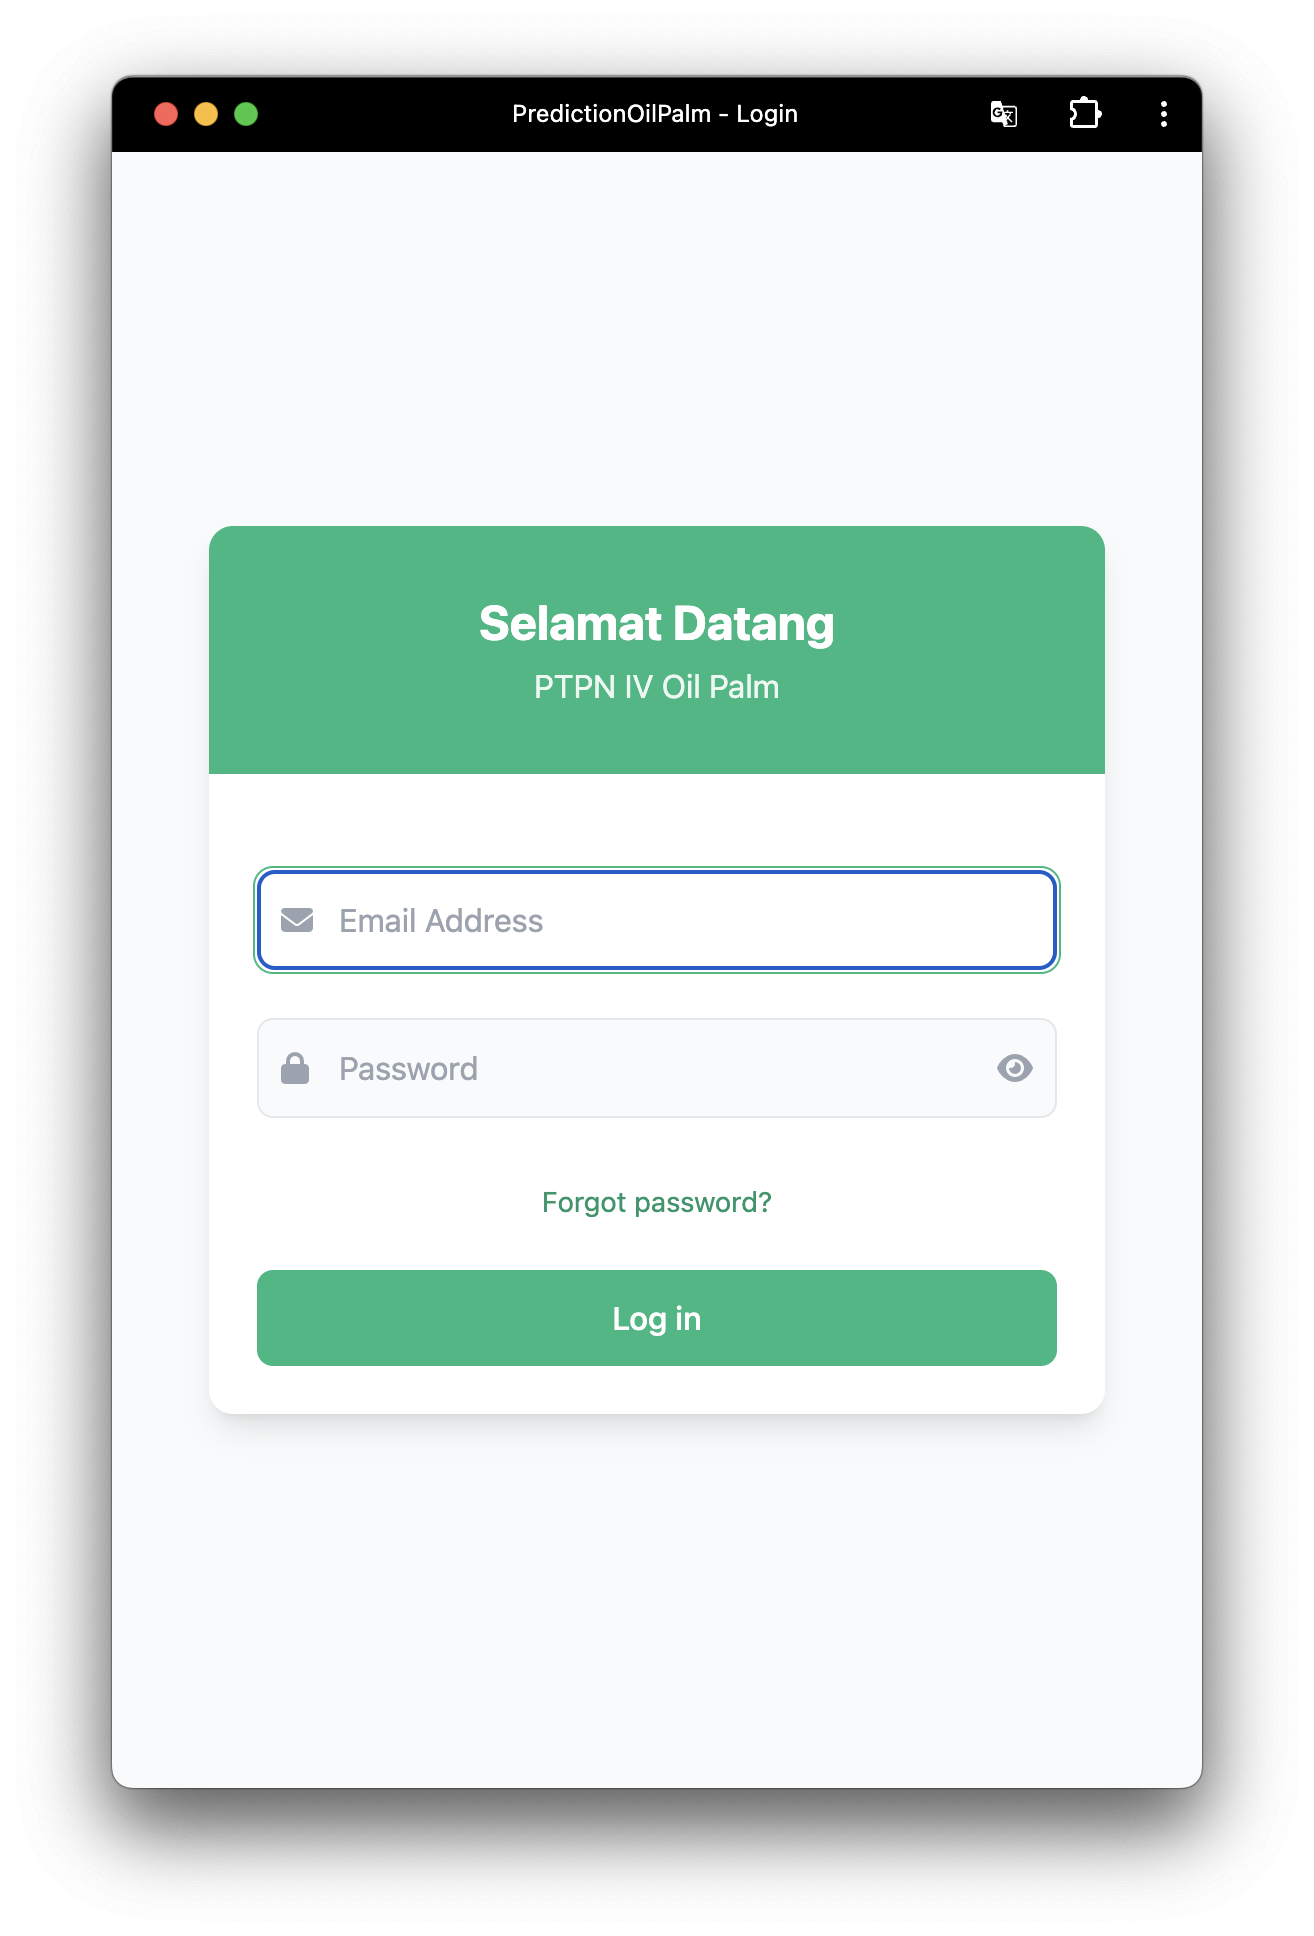 PredictionOilPalm - Login
Selamat Datang
PTPN IV Oil Palm
Email Address
Password
Forgot password?
Log in